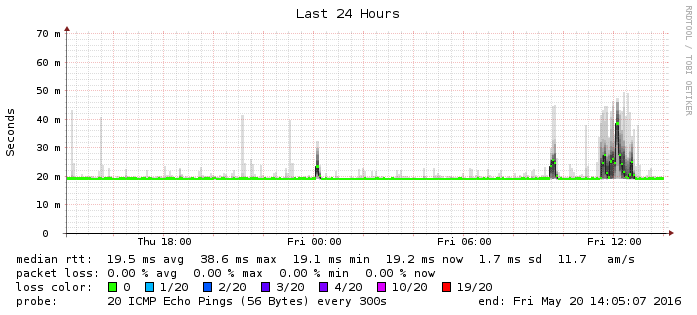 Last 24 Hours
RRDTOOL / TOBI OETIKER
Seconds
70 m
60 m
50 m
40 m
30 m
20 m
10 m
0
Thu 18:00 Fri 00:00 Fri 06:00 Fri 12:00
median rtt: 19.5 ms avg 38.6 ms max 19.1 ms min 19.2 ms now 1.7 ms sd 11.7 am/s
packet loss: 0.00 % avg 0.00 % max 0.00 % min 0.00 % now
loss color: 0 1/20 2/20 3/20 4/20 10/20 19/20
probe: 20 ICMP Echo Pings (56 Bytes) every 300s end: Fri May 20 14:05:07 2016